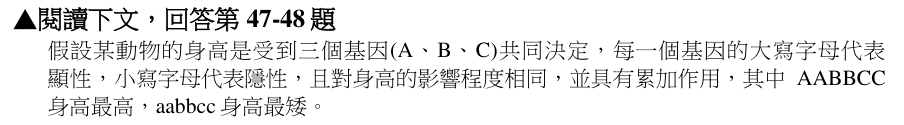 ▲閱讀下文，回答第 47-48 題
假設某動物的身高是受到三個基因(A、B、C)共同決定，每一個基因的大寫字母代表
顯性，小寫字母代表隱性，且對身高的影響程度相同，並具有累加作用，其中 AABBCC
身高最高，aabbcc 身高最矮。